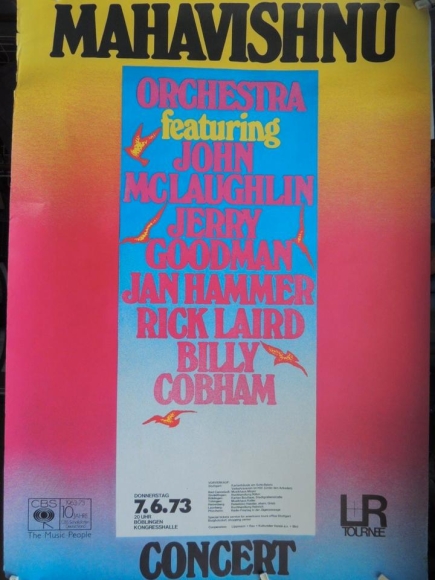 MAHAVISHNU
ORCHESTRA
featuring
JOHN
McLAUGHLIN
JERRY
GOODMAN
JAN HAMMER
RICK LAIRD
BILLY
COBHAM
DONNERSTAG
7.6.73
20 UHR
BÖBLINGEN
KONGRESSHALLE
CBS
10 JAHRE
The Music People
LR
TOURNEE
CONCERT